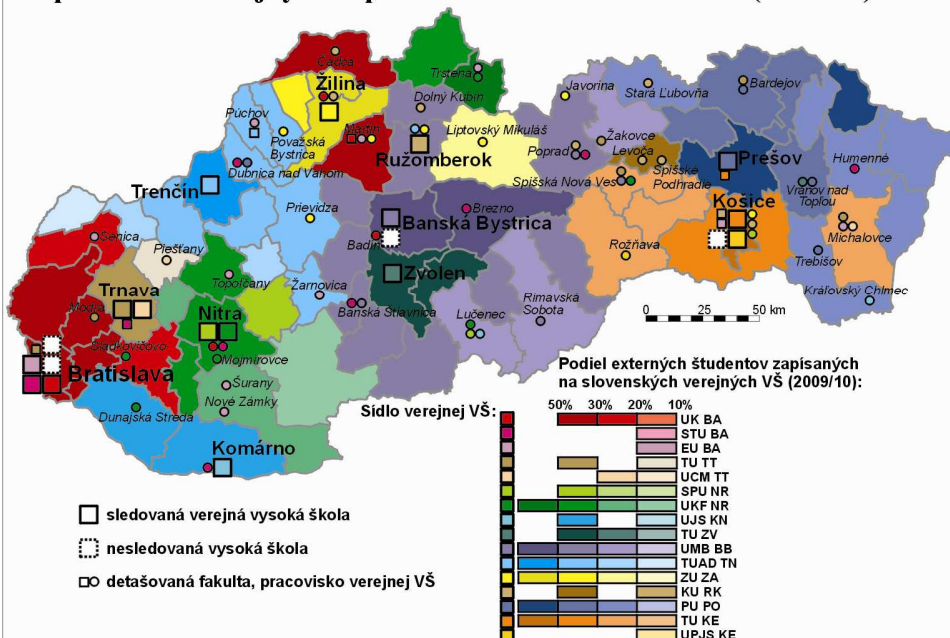 Čadca
Trstená
Žilina
Dolný Kubín
Javorina
Stará Ľubovňa
Bardejov
Púchov
Považská
Bystrica
Martin
Liptovský Mikuláš
Ružomberok
Poprad
Žakovce
Levoča
Spišské
Podhradie
Prešov
Humenné
Dubnica nad Váhom
Trenčín
Spišská Nová Ves
Vranov nad
Topľou
Košice
Prievidza
Banská Bystrica
Brezno
Badín
Senica
Piešťany
Rožňava
Michalovce
Trebišov
Zvolen
Topoľčany
Žarnovica
Trnava
Modra
Nitra
Banská Štiavnica
Lučenec
Rimavská
Sobota
Kráľovský Chlmec
0 25 50 km
Sládkovičovo
Mojmírovce
Bratislava
Šurany
Nové Zámky
Dunajská Streda
Komárno
Podiel externých študentov zapísaných
na slovenských verejných VŠ (2009/10):
Sídlo verejnej VŠ:
50% 30% 20% 10%
UK BA
STU BA
EU BA
TU TT
UCM TT
SPU NR
UKF NR
UJS KN
TU ZV
UMB BB
TUAD TN
ZU ZA
KU RK
PU PO
TU KE
UPJS KE
sledovaná verejná vysoká škola
nesledovaná vysoká škola
detašovaná fakulta, pracovisko verejnej VŠ